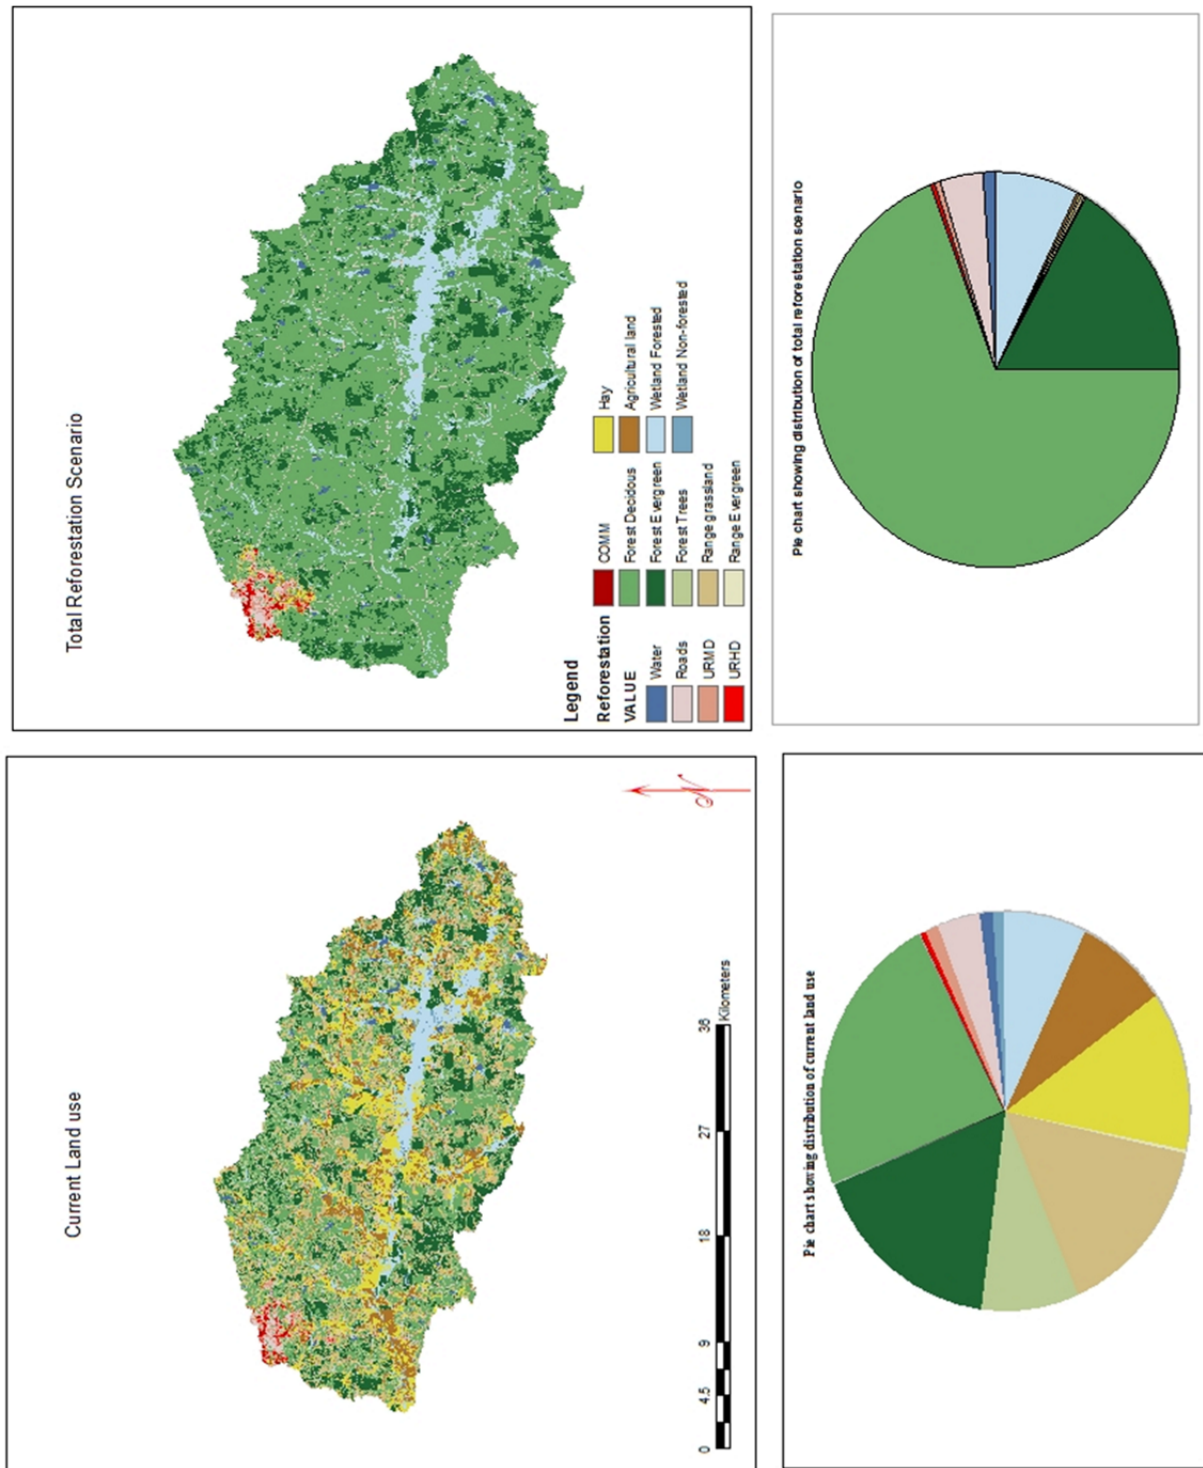 Current Land use
N
0 4.5 9 18 27 36
Kilometers
Total Reforestation Scenario
Legend
Reforestation
VALUE
Water
Roads
URMD
URHD
COMM
Forest Decidous
Forest Evergreen
Forest Trees
Range grassland
Range Evergreen
Hay
Agricultural land
Wetland Forested
Wetland Non-forested
Pie chart showing distribution of current land use
Pie chart showing distribution of total reforestation scenario